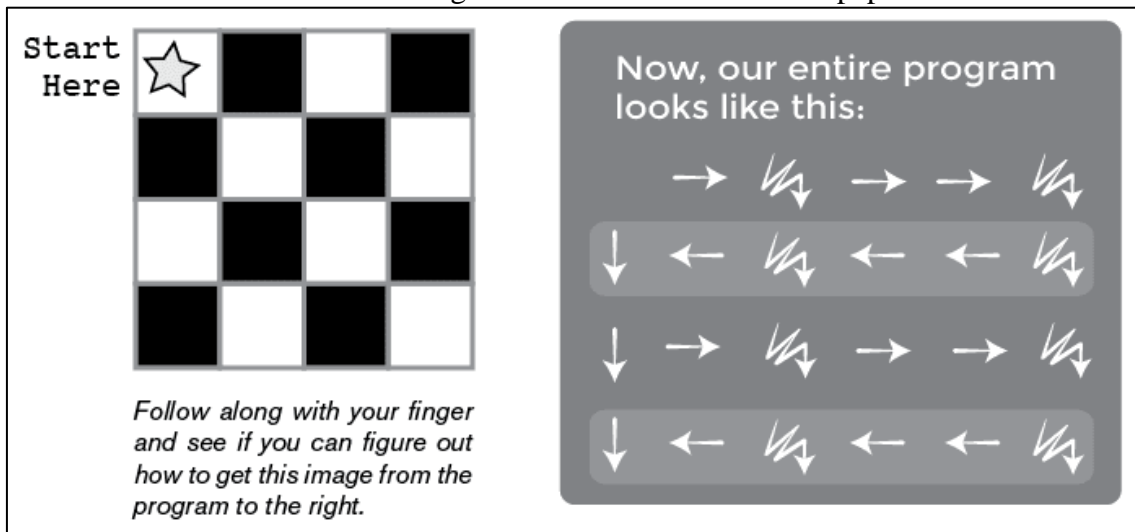 Start
Here
Now, our entire program
looks like this:
Follow along with your finger
and see if you can figure out
how to get this image from the
program to the right.